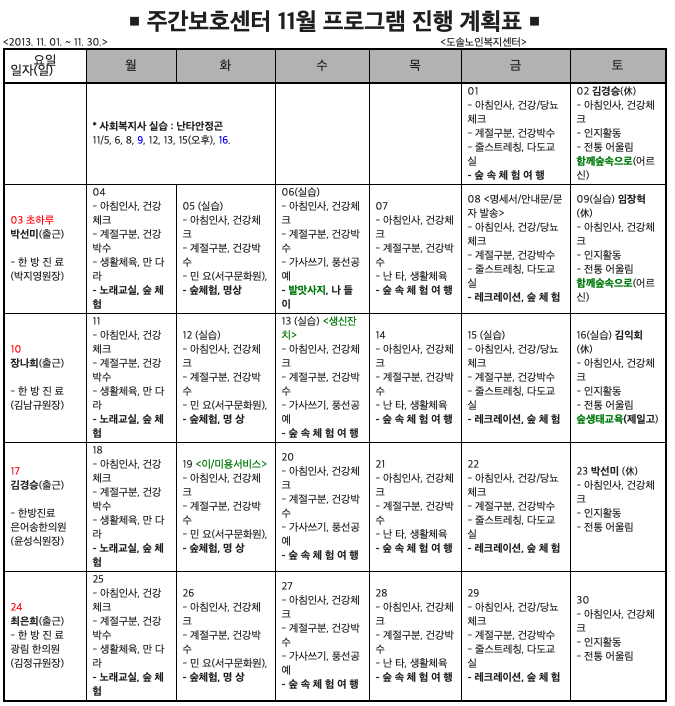 ■ 주간보호센터 11월 프로그램 진행 계획표 ■
<2013. 11. 01. ~ 11. 30.>
<도솔노인복지센터>
요일
일자(일)
월
화
수
목
금
토
* 사회복지사 실습 : 난타안정곤
11/5, 6, 8, 9, 12, 13, 15(오후), 16.
01
- 아침인사, 건강/당뇨
체크
- 계절구분, 건강박수
- 줄스트레칭, 다도교
실
- 숲 속 체 험 여 행
02 김경승(休)
- 아침인사, 건강체
크
- 인지활동
- 전통 어울림
함께숲속으로(어르
신)
03 초하루
박선미(출근)
- 한 방 진 료
(박지영원장)
04
- 아침인사, 건강
체크
- 계절구분, 건강
박수
- 생활체육, 만 다
라
- 노래교실, 숲 체
험
05 (실습)
- 아침인사, 건강체
크
- 계절구분, 건강박
수
- 민 요(서구문화원),
- 숲체험, 명상
06(실습)
- 아침인사, 건강체
크
- 계절구분, 건강박
수
- 가사쓰기, 풍선공
예
- 발맛사지, 나 들
이
07
- 아침인사, 건강체
크
- 계절구분, 건강박
수
- 난 타, 생활체육
- 숲 속 체 험 여 행
08 <명세서/안내문/문
자 발송>
- 아침인사, 건강/당뇨
체크
- 계절구분, 건강박수
- 줄스트레칭, 다도교
실
- 레크레이션, 숲 체 험
09(실습) 임장혁
(休)
- 아침인사, 건강체
크
- 인지활동
- 전통 어울림
함께숲속으로(어르
신)
10
장나희(출근)
- 한 방 진 료
(김남규원장)
11
- 아침인사, 건강
체크
- 계절구분, 건강
박수
- 생활체육, 만 다
라
- 노래교실, 숲 체
험
12 (실습)
- 아침인사, 건강체
크
- 계절구분, 건강박
수
- 민 요(서구문화원),
- 숲체험, 명 상
13 (실습) <생신잔
치>
- 아침인사, 건강체
크
- 계절구분, 건강박
수
- 가사쓰기, 풍선공
예
- 숲 속 체 험 여 행
14
- 아침인사, 건강체
크
- 계절구분, 건강박
수
- 난 타, 생활체육
- 숲 속 체 험 여 행
15 (실습)
- 아침인사, 건강/당뇨
체크
- 계절구분, 건강박수
- 줄스트레칭, 다도교
실
- 레크레이션, 숲 체 험
16(실습) 김익회
(休)
- 아침인사, 건강체
크
- 인지활동
- 전통 어울림
숲생태교육(제일고)
17
김경승(출근)
- 한방진료
은어송한의원
(윤성식원장)
18
- 아침인사, 건강
체크
- 계절구분, 건강
박수
- 생활체육, 만 다
라
- 노래교실, 숲 체
험
19 <이/미용서비스>
- 아침인사, 건강체
크
- 계절구분, 건강박
수
- 민 요(서구문화원),
- 숲체험, 명 상
20
- 아침인사, 건강체
크
- 계절구분, 건강박
수
- 가사쓰기, 풍선공
예
- 숲 속 체 험 여 행
21
- 아침인사, 건강체
크
- 계절구분, 건강박
수
- 난 타, 생활체육
- 숲 속 체 험 여 행
22
- 아침인사, 건강/당뇨
체크
- 계절구분, 건강박수
- 줄스트레칭, 다도교
실
- 레크레이션, 숲 체 험
23 박선미 (休)
- 아침인사, 건강체
크
- 인지활동
- 전통 어울림
24
최은희(출근)
- 한 방 진 료
광림 한의원
(김정규원장)
25
- 아침인사, 건강
체크
- 계절구분, 건강
박수
- 생활체육, 만 다
라
- 노래교실, 숲 체
험
26
- 아침인사, 건강체
크
- 계절구분, 건강박
수
- 민 요(서구문화원),
- 숲체험, 명 상
27
- 아침인사, 건강체
크
- 계절구분, 건강박
수
- 가사쓰기, 풍선공
예
- 숲 속 체 험 여 행
28
- 아침인사, 건강체
크
- 계절구분, 건강박
수
- 난 타, 생활체육
- 숲 속 체 험 여 행
29
- 아침인사, 건강/당뇨
체크
- 계절구분, 건강박수
- 줄스트레칭, 다도교
실
- 레크레이션, 숲 체 험
30
- 아침인사, 건강체
크
- 인지활동
- 전통 어울림